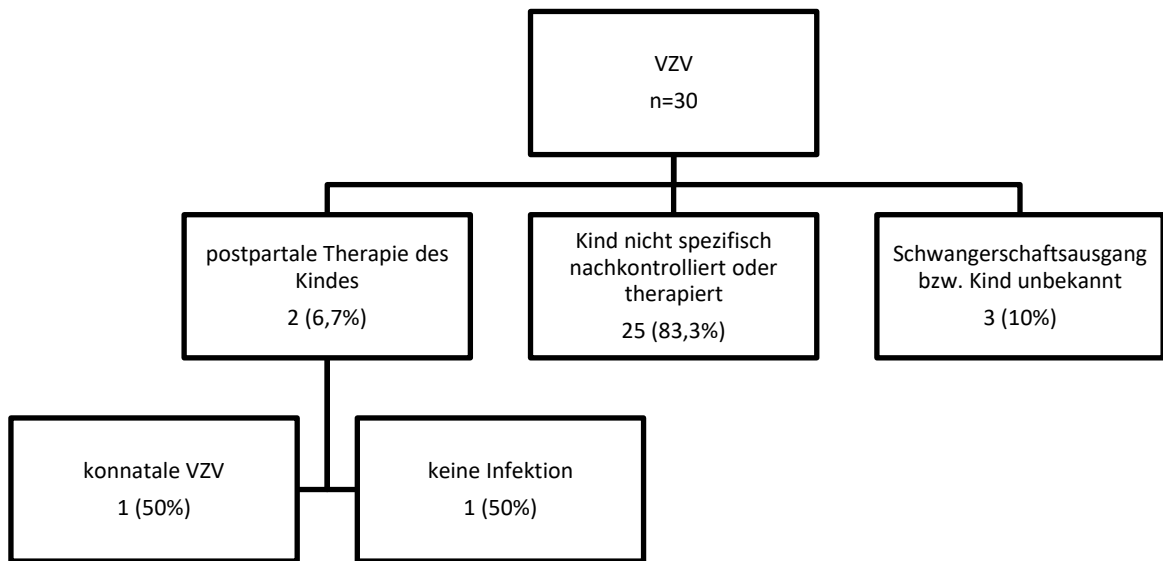 VZV
n=30
postpartale Therapie des
Kindes
2 (6,7%)
Kind nicht spezifisch
nachkontrolliert oder
therapiert
25 (83,3%)
Schwangerschaftsausgang
bzw. Kind unbekannt
3 (10%)
konnatale VZV
1 (50%)
keine Infektion
1 (50%)